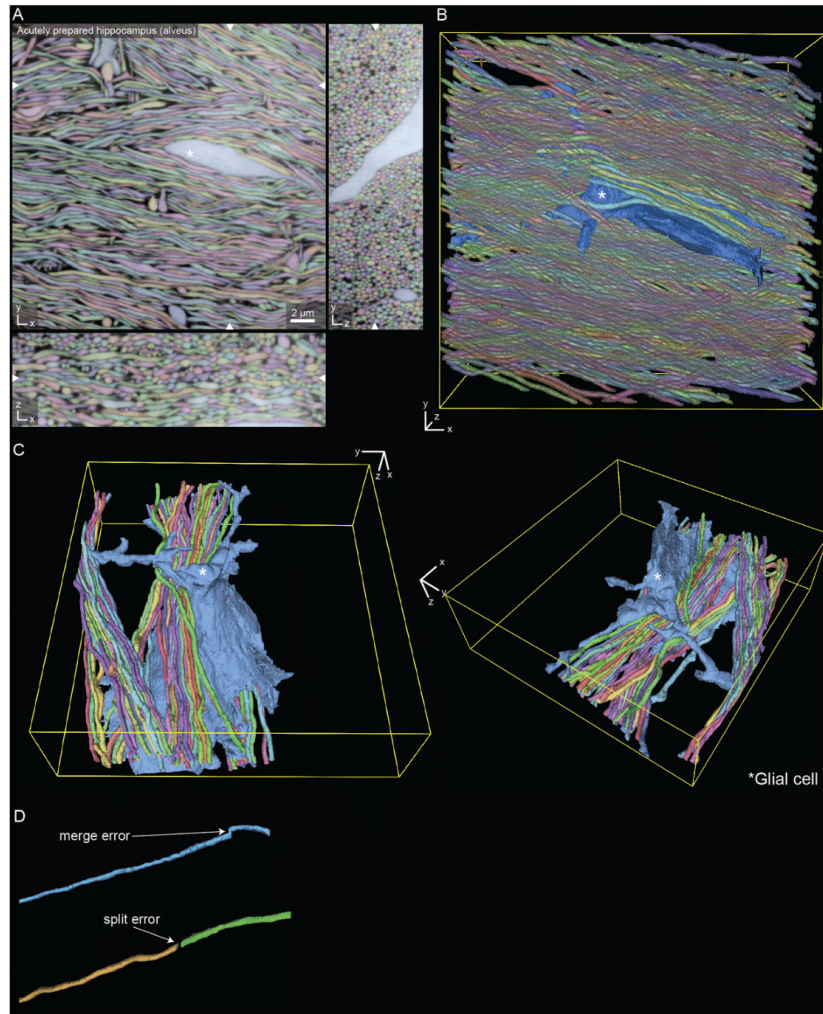 A
Acutely prepared hippocampus (alveus)
*
y
x
2 μm
y
z
z
x
B
*
y
z
x
C
y
z
x
*
x
y
z
*
*Glial cell
D
merge error
split error